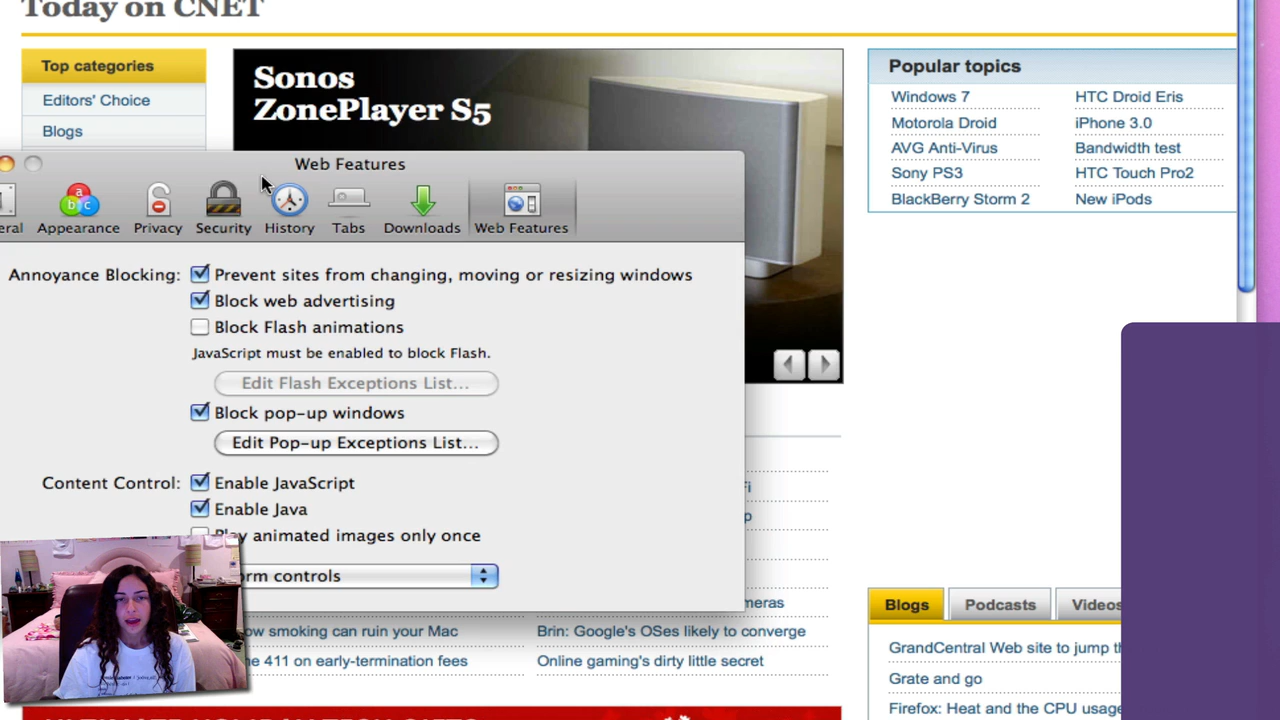 Today on CNET
Top categories
Editors' Choice
Blogs
Sonos
ZonePlayer S5
Popular topics
Windows 7
HTC Droid Eris
Motorola Droid
iPhone 3.0
AVG Anti-Virus
Bandwidth test
Sony PS3
HTC Touch Pro2
BlackBerry Storm 2
New iPods
Web Features
eral
Appearance
Privacy
Security
History
Tabs
Downloads
Web Features
Annoyance Blocking:
Prevent sites from changing, moving or resizing windows
Block web advertising
Block Flash animations
JavaScript must be enabled to block Flash.
Edit Flash Exceptions List...
Block pop-up windows
Edit Pop-up Exceptions List...
Content Control:
Enable JavaScript
Enable Java
animated images only once
orm controls
Fi
p
meras
ow smoking can ruin your Mac
Brin: Google's OSes likely to converge
e 411 on early-termination fees
Online gaming's dirty little secret
Blogs
Podcasts
Videos
GrandCentral Web site to jump th
Grate and go
Firefox: Heat and the CPU usage